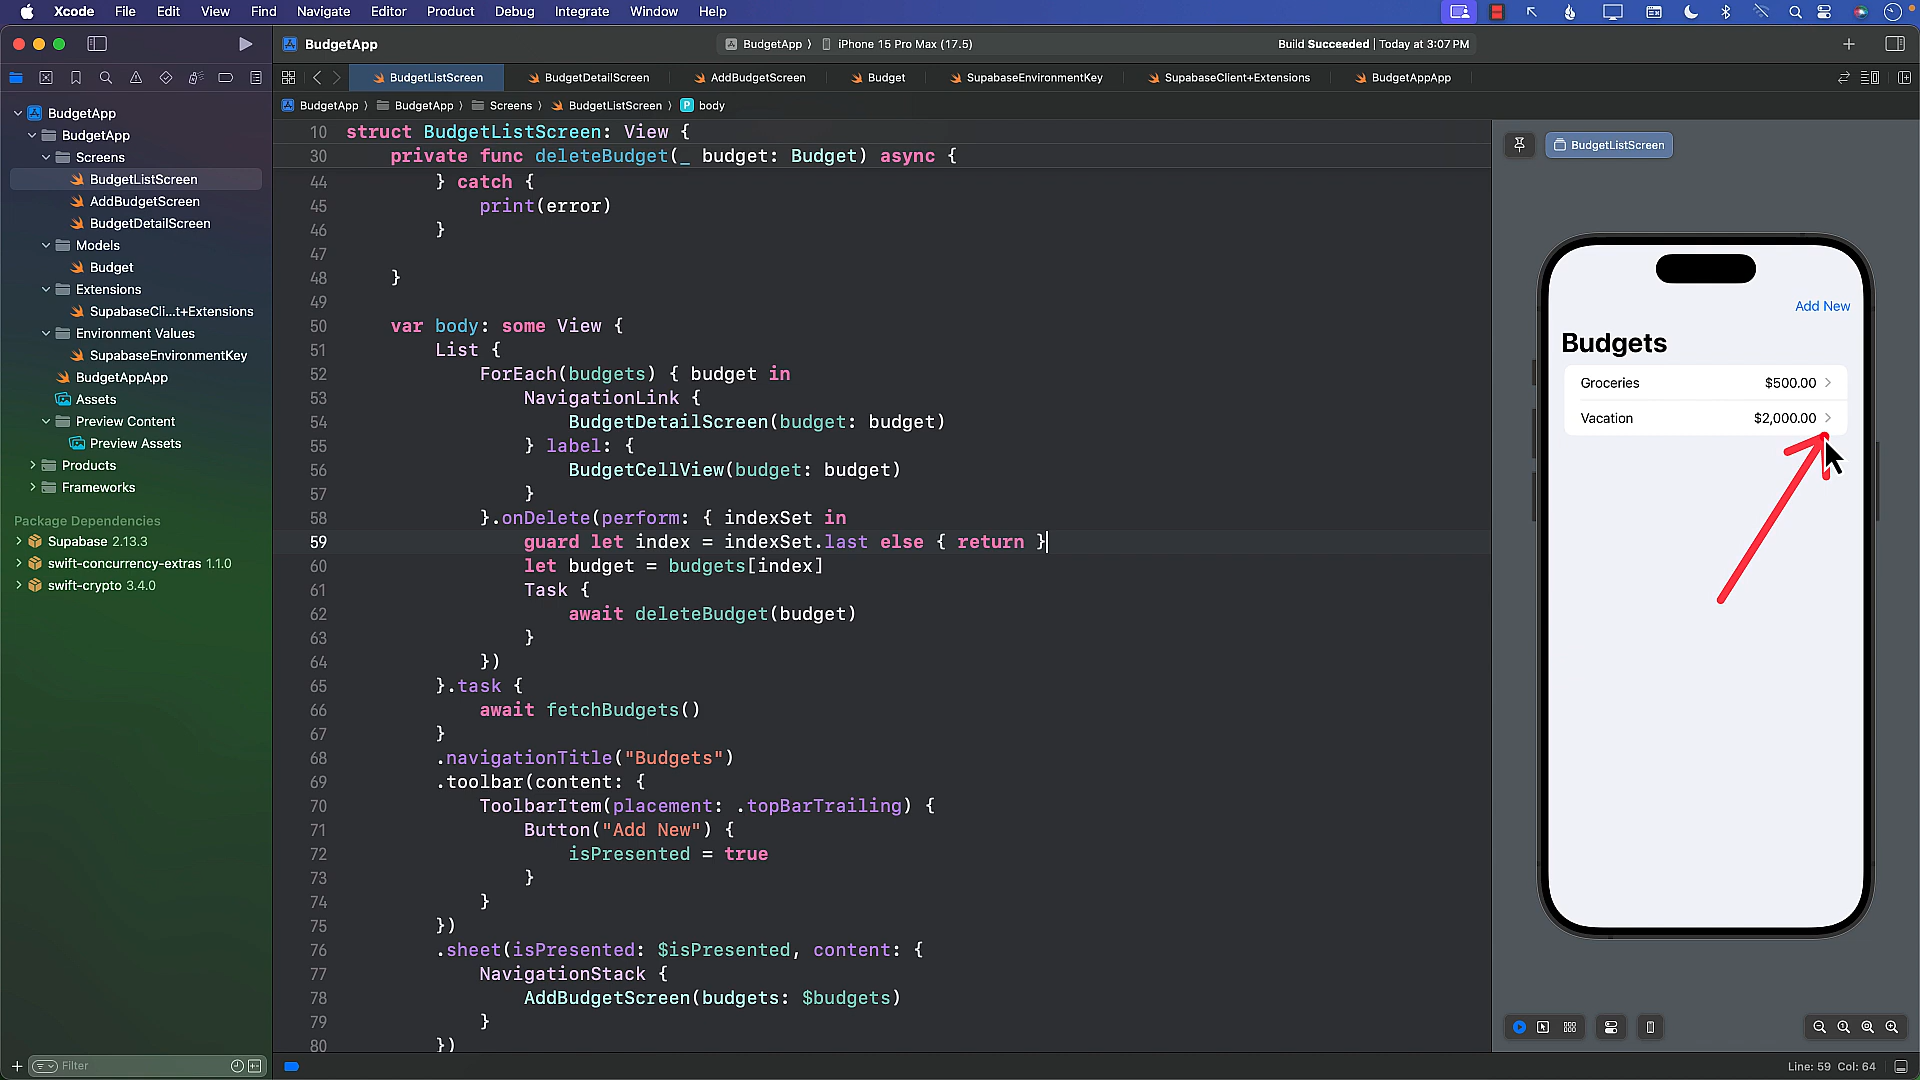 Xcode File Edit View Find Navigate Editor Product Debug Integrate Window Help
BudgetApp
BudgetApp iPhone 15 Pro Max (17.5)
Build Succeeded | Today at 3:07 PM
BudgetListScreen BudgetDetailScreen AddBudgetScreen Budget SupabaseEnvironmentKey SupabaseClient+Extensions BudgetAppApp
BudgetApp BudgetApp Screens BudgetListScreen P body
BudgetApp
BudgetApp
Screens
BudgetListScreen
AddBudgetScreen
BudgetDetailScreen
Models
Budget
Extensions
SupabaseCli...t+Extensions
Environment Values
SupabaseEnvironmentKey
BudgetAppApp
Assets
Preview Content
Preview Assets
Products
Frameworks
Package Dependencies
Supabase 2.13.3
swift-concurrency-extras 1.1.0
swift-crypto 3.4.0
Filter
10 struct BudgetListScreen: View {
30 private func deleteBudget(_ budget: Budget) async {
44 } catch {
45 print(error)
46 }
47
48 }
49
50 var body: some View {
51 List {
52 ForEach(budgets) { budget in
53 NavigationLink {
54 BudgetDetailScreen(budget: budget)
55 } label: {
56 BudgetCellView(budget: budget)
57 }
58 }.onDelete(perform: { indexSet in
59 guard let index = indexSet.last else { return }
60 let budget = budgets[index]
61 Task {
62 await deleteBudget(budget)
63 }
64 })
65 }.task {
66 await fetchBudgets()
67 }
68 .navigationTitle("Budgets")
69 .toolbar(content: {
70 ToolbarItem(placement: .topBarTrailing) {
71 Button("Add New") {
72 isPresented = true
73 }
74 }
75 })
76 .sheet(isPresented: $isPresented, content: {
77 NavigationStack {
78 AddBudgetScreen(budgets: $budgets)
79 }
80 })
BudgetListScreen
Add New
Budgets
Groceries $500.00
Vacation $2,000.00
Line: 59 Col: 64